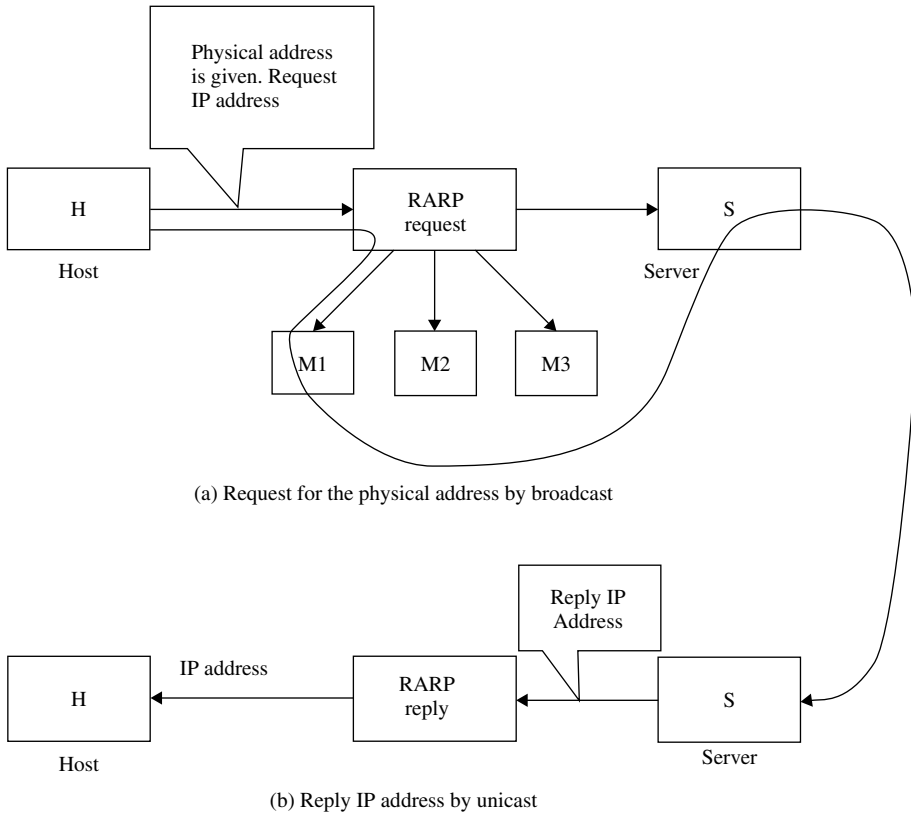 Physical address
is given. Request
IP address
H
RARP
request
S
Host
Server
M1
M2
M3
(a) Request for the physical address by broadcast
Reply IP
Address
H
IP address
RARP
reply
S
Host
Server
(b) Reply IP address by unicast